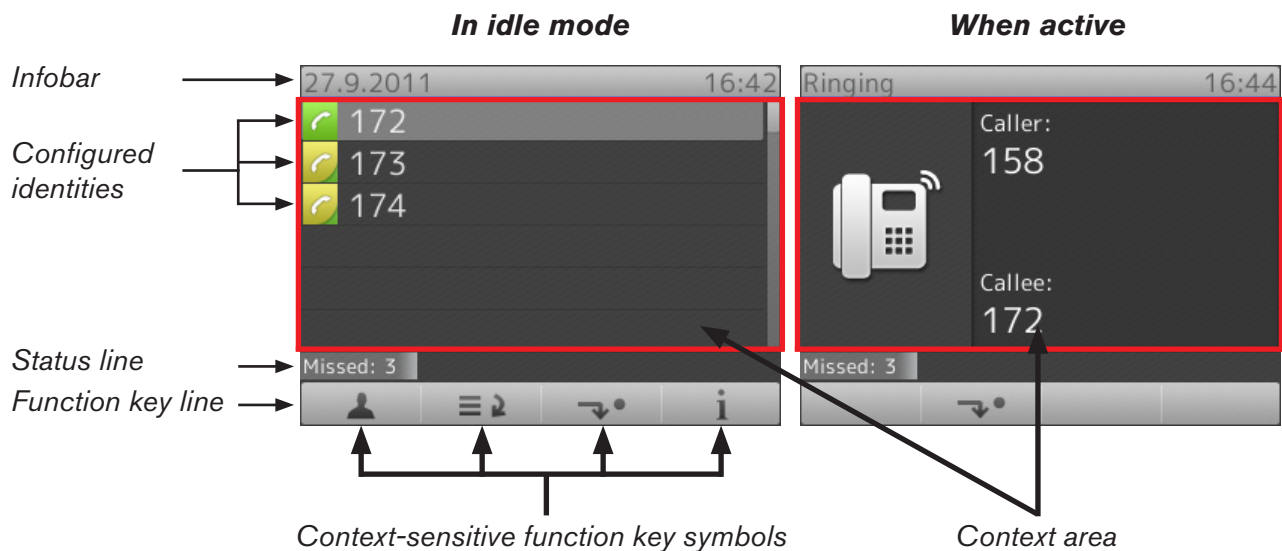 In idle mode
When active
Infobar
27.9.2011 16:42
Ringing 16:44
Configured
identities
172
173
174
Caller:
158
Callee:
172
Status line
Missed: 3
Missed: 3
Function key line
i
Context-sensitive function key symbols
Context area